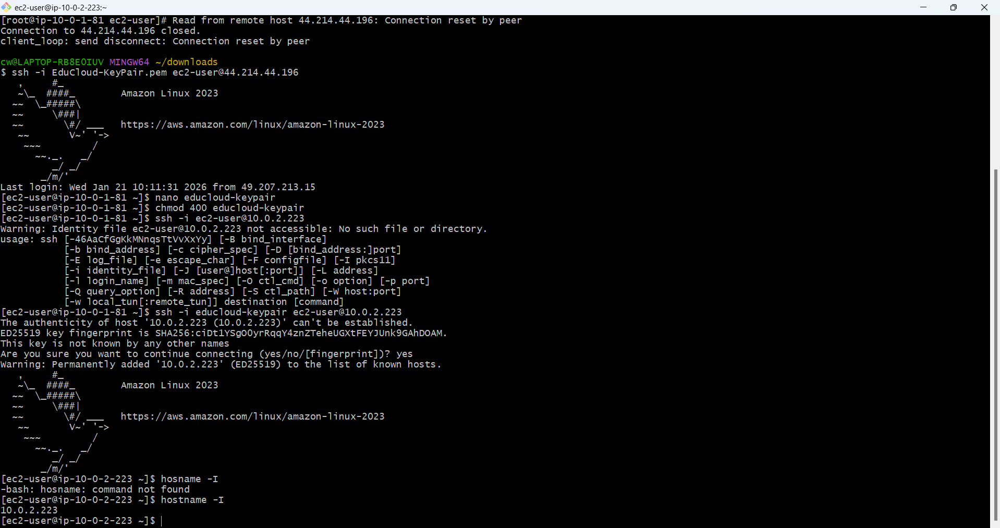 ec2-user@ip-10-0-2-223:~
[root@ip-10-0-1-81 ec2-user]# Read from remote host 44.214.44.196: Connection reset by peer
Connection to 44.214.44.196 closed.
client_loop: send disconnect: Connection reset by peer
cw@LAPTOP-RB8E0IUV MINGW64 ~/downloads
$ ssh -i EduCloud-KeyPair.pem ec2-user@44.214.44.196
   ,     #_
   ~\_  ####_        Amazon Linux 2023
  ~~  \_#####\
  ~~     \###|
  ~~       \#/ ___   https://aws.amazon.com/linux/amazon-linux-2023
   ~~       V~' '->
    ~~~         /
      ~~._.   _/
         _/ _/
       _/m/'
Last login: Wed Jan 21 10:11:31 2026 from 49.207.213.15
[ec2-user@ip-10-0-1-81 ~]$ nano educloud-keypair
[ec2-user@ip-10-0-1-81 ~]$ chmod 400 educloud-keypair
[ec2-user@ip-10-0-1-81 ~]$ ssh -i ec2-user@10.0.2.223
Warning: Identity file ec2-user@10.0.2.223 not accessible: No such file or directory.
usage: ssh [-46AaCfGgKkMNnqsTtVvXxYy] [-B bind_interface]
           [-b bind_address] [-c cipher_spec] [-D [bind_address:]port]
           [-E log_file] [-e escape_char] [-F configfile] [-I pkcs11]
           [-i identity_file] [-J [user@]host[:port]] [-L address]
           [-l login_name] [-m mac_spec] [-O ctl_cmd] [-o option] [-p port]
           [-Q query_option] [-R address] [-S ctl_path] [-W host:port]
           [-w local_tun[:remote_tun]] destination [command]
[ec2-user@ip-10-0-1-81 ~]$ ssh -i educloud-keypair ec2-user@10.0.2.223
The authenticity of host '10.0.2.223 (10.0.2.223)' can't be established.
ED25519 key fingerprint is SHA256:ciDt1YSgO0yrRqqY4znZTeheUGXtFEYJUnk9GAhDOAM.
This key is not known by any other names
Are you sure you want to continue connecting (yes/no/[fingerprint])? yes
Warning: Permanently added '10.0.2.223' (ED25519) to the list of known hosts.
   ,     #_
   ~\_  ####_        Amazon Linux 2023
  ~~  \_#####\
  ~~     \###|
  ~~       \#/ ___   https://aws.amazon.com/linux/amazon-linux-2023
   ~~       V~' '->
    ~~~         /
      ~~._.   _/
         _/ _/
       _/m/'
[ec2-user@ip-10-0-2-223 ~]$ hosname -I
-bash: hosname: command not found
[ec2-user@ip-10-0-2-223 ~]$ hostname -I
10.0.2.223
[ec2-user@ip-10-0-2-223 ~]$